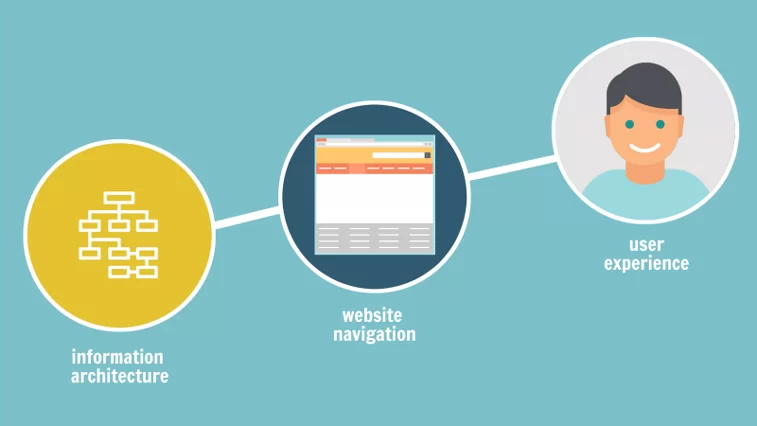 information
architecture
website
navigation
user
experience